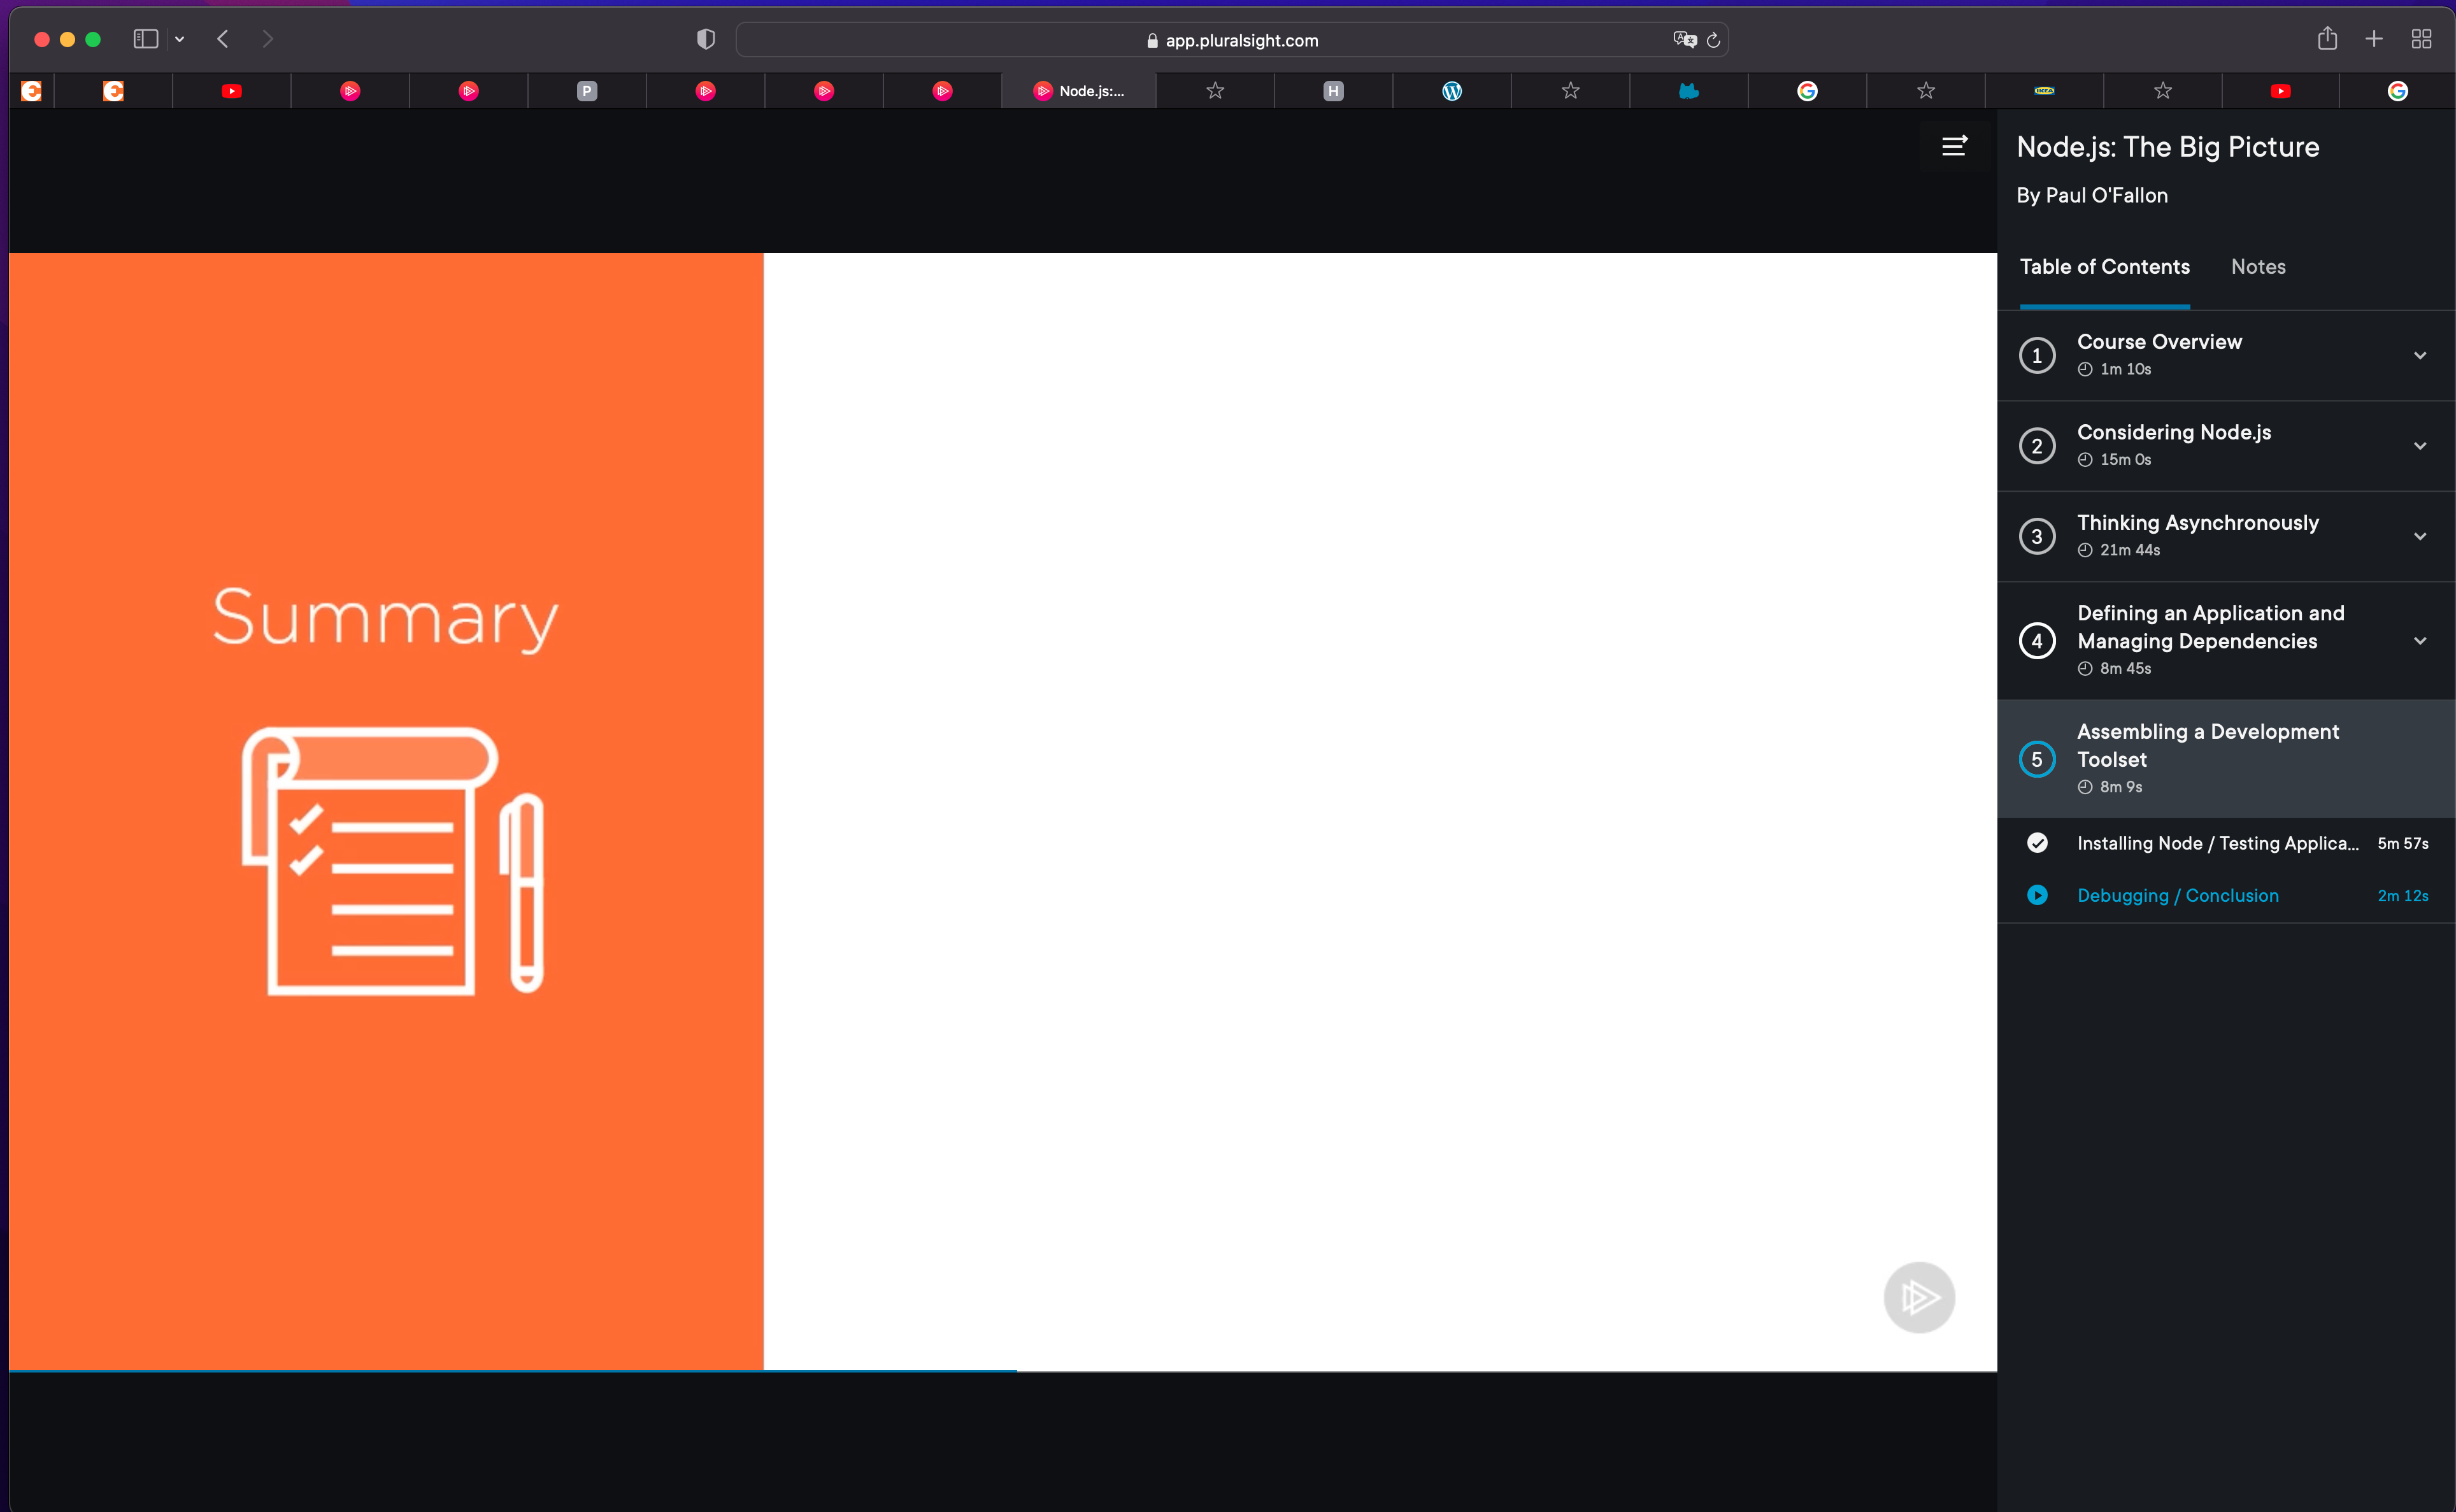 app.pluralsight.com
P
Node.js:...
H
IKEA
Node.js: The Big Picture
By Paul O'Fallon
Table of Contents
Notes
1
Course Overview
1m 10s
2
Considering Node.js
15m 0s
3
Thinking Asynchronously
21m 44s
4
Defining an Application and
Managing Dependencies
8m 45s
5
Assembling a Development
Toolset
8m 9s
Installing Node / Testing Applica... 5m 57s
Debugging / Conclusion 2m 12s
Summary